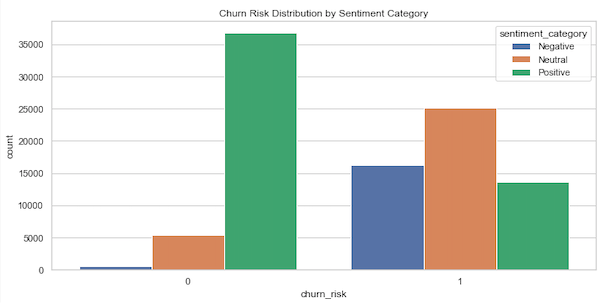 Churn Risk Distribution by Sentiment Category
sentiment_category
Negative
Neutral
Positive
count
35000
30000
25000
20000
15000
10000
5000
0
0
1
churn_risk